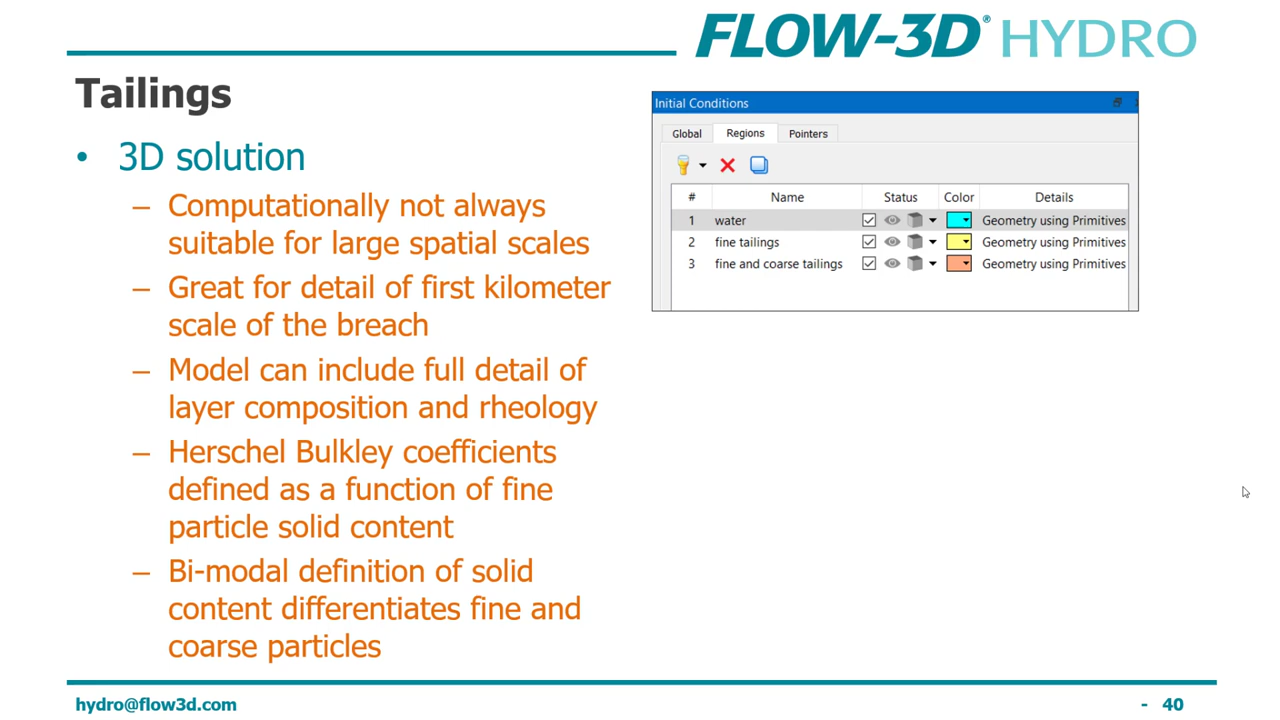 FLOW-3D® HYDRO
Tailings
• 3D solution
– Computationally not always
suitable for large spatial scales
– Great for detail of first kilometer
scale of the breach
– Model can include full detail of
layer composition and rheology
– Herschel Bulkley coefficients
defined as a function of fine
particle solid content
– Bi-modal definition of solid
content differentiates fine and
coarse particles
Initial Conditions
Global Regions Pointers
# Name Status Color Details
1 water Geometry using Primitives
2 fine tailings Geometry using Primitives
3 fine and coarse tailings Geometry using Primitives
hydro@flow3d.com
- 40